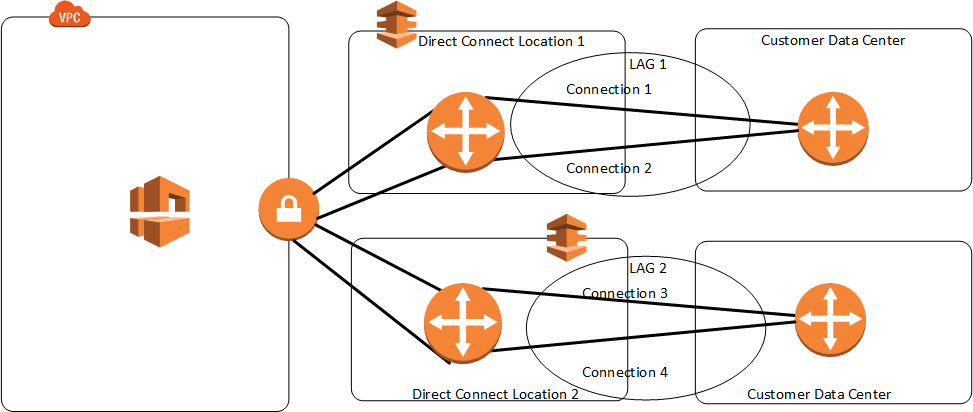 VPC
Direct Connect Location 1
Customer Data Center
LAG 1
Connection 1
Connection 2
LAG 2
Connection 3
Connection 4
Direct Connect Location 2
Customer Data Center